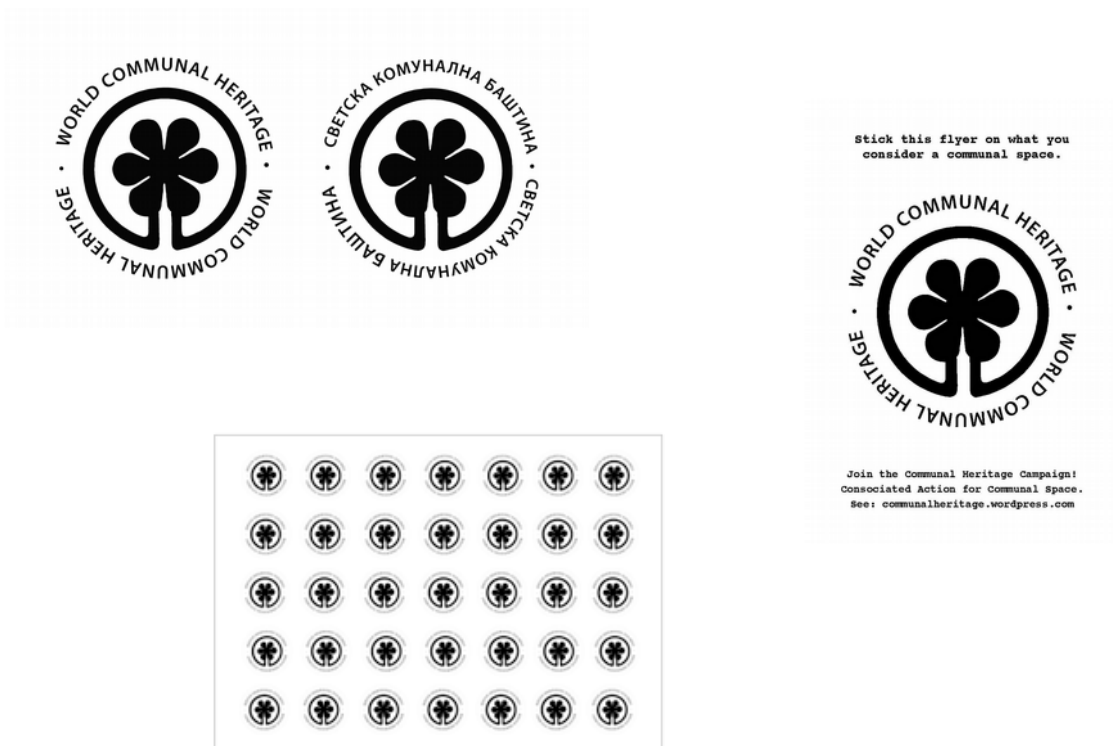 WORLD COMMUNAL HERITAGE • WORLD COMMUNAL HERITAGE •
СВЕТСКА КОМУНАЛНА БАШТИНА • СВЕТСКА КОМУНАЛНА БАШТИНА •
Stick this flyer on what you
consider a communal space.
WORLD COMMUNAL HERITAGE • WORLD COMMUNAL HERITAGE •
Join the Communal Heritage Campaign!
Consociated Action for Communal Space.
See: communalheritage.wordpress.com